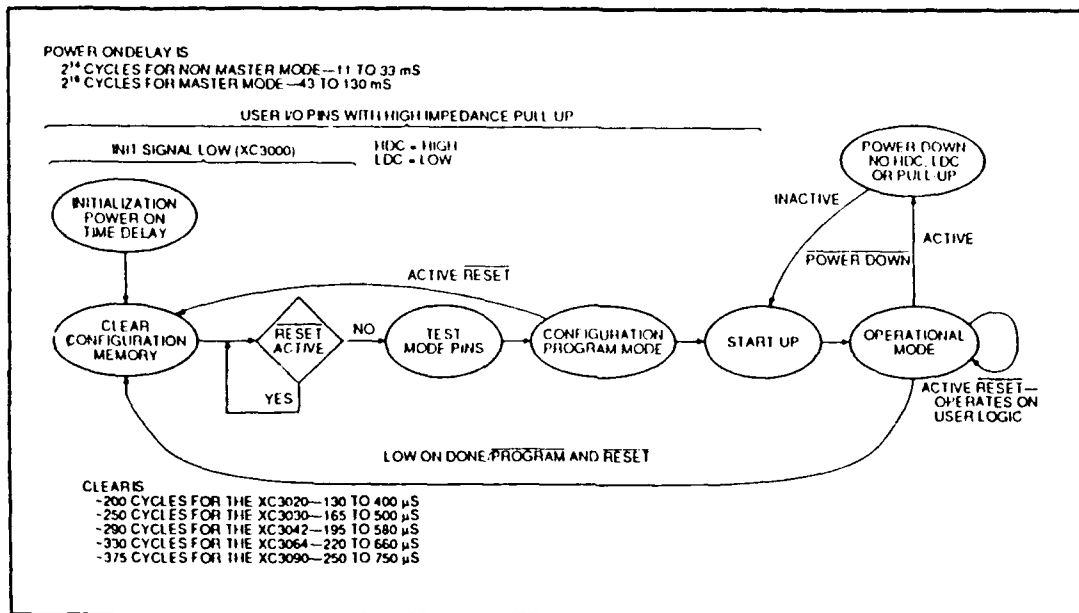 POWER ON DELAY IS
2¹⁴ CYCLES FOR NON MASTER MODE—11 TO 33 mS
2¹⁶ CYCLES FOR MASTER MODE—43 TO 130 mS
USER I/O PINS WITH HIGH IMPEDANCE PULL UP
INIT SIGNAL LOW (XC3000)
HDC = HIGH
LDC = LOW
POWER DOWN
NO HDC, LDC
OR PULL-UP
INITIALIZATION
POWER ON
TIME DELAY
INACTIVE
POWER DOWN
ACTIVE
ACTIVE RESET
CLEAR
CONFIGURATION
MEMORY
RESET
ACTIVE
NO
YES
TEST
MODE PINS
CONFIGURATION
PROGRAM MODE
START UP
OPERATIONAL
MODE
ACTIVE RESET—
OPERATES ON
USER LOGIC
LOW ON DONE/PROGRAM AND RESET
CLEAR IS
~200 CYCLES FOR THE XC3020—130 TO 400 µS
~250 CYCLES FOR THE XC3030—165 TO 500 µS
~290 CYCLES FOR THE XC3042—195 TO 580 µS
~330 CYCLES FOR THE XC3064—220 TO 660 µS
~375 CYCLES FOR THE XC3090—250 TO 750 µS